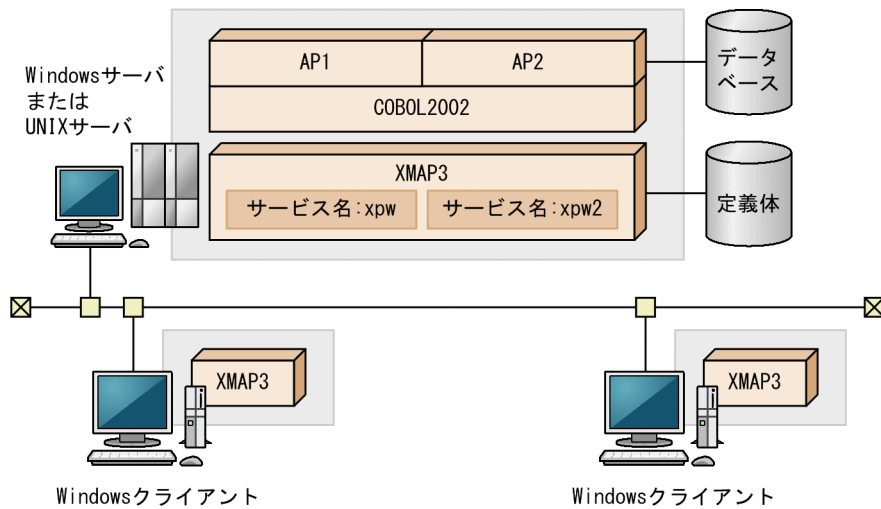 AP1
AP2
COBOL2002
データ
ベース
Windowsサーバ
または
UNIXサーバ
XMAP3
サービス名:xpw
サービス名:xpw2
定義体
XMAP3
XMAP3
Windowsクライアント
Windowsクライアント